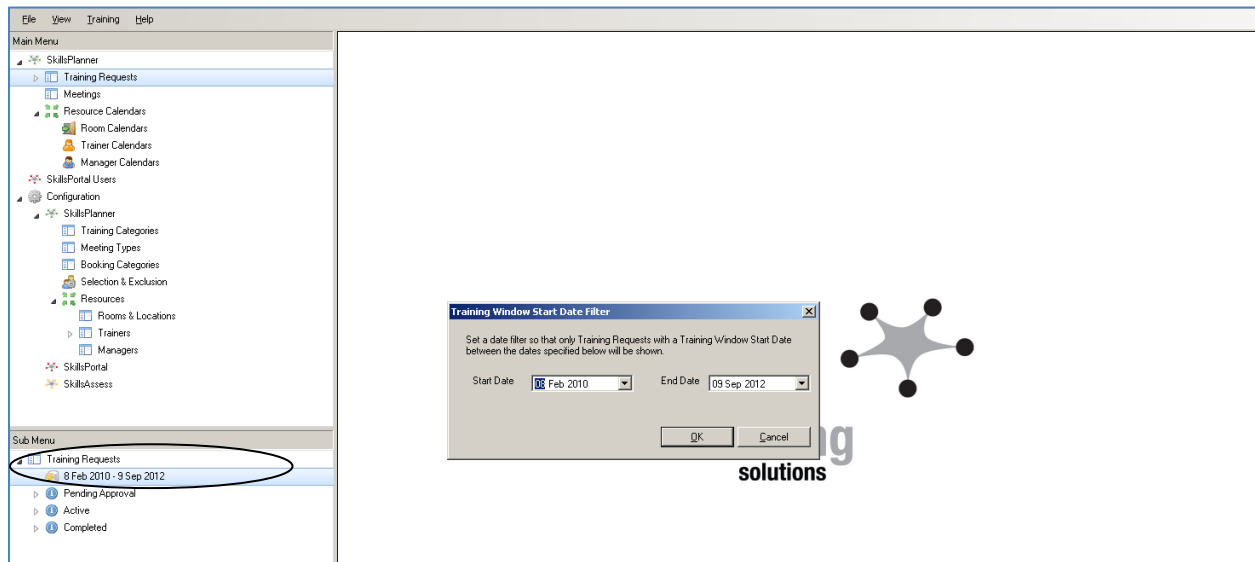 File View Training Help
Main Menu
SkillsPlanner
Training Requests
Meetings
Resource Calendars
Room Calendars
Trainer Calendars
Manager Calendars
SkillsPortal Users
Configuration
SkillsPlanner
Training Categories
Meeting Types
Booking Categories
Selection & Exclusion
Resources
Rooms & Locations
Trainers
Managers
SkillsPortal
SkillsAssess
Sub Menu
Training Requests
8 Feb 2010 - 9 Sep 2012
Pending Approval
Active
Completed
Training Window Start Date Filter
Set a date filter so that only Training Requests with a Training Window Start Date
between the dates specified below will be shown.
Start Date 08 Feb 2010 End Date 09 Sep 2012
OK Cancel
solutions